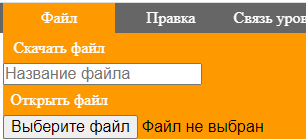 Файл Правка Связь уров
Скачать файл
Название файла
Открыть файл
Выберите файл Файл не выбран